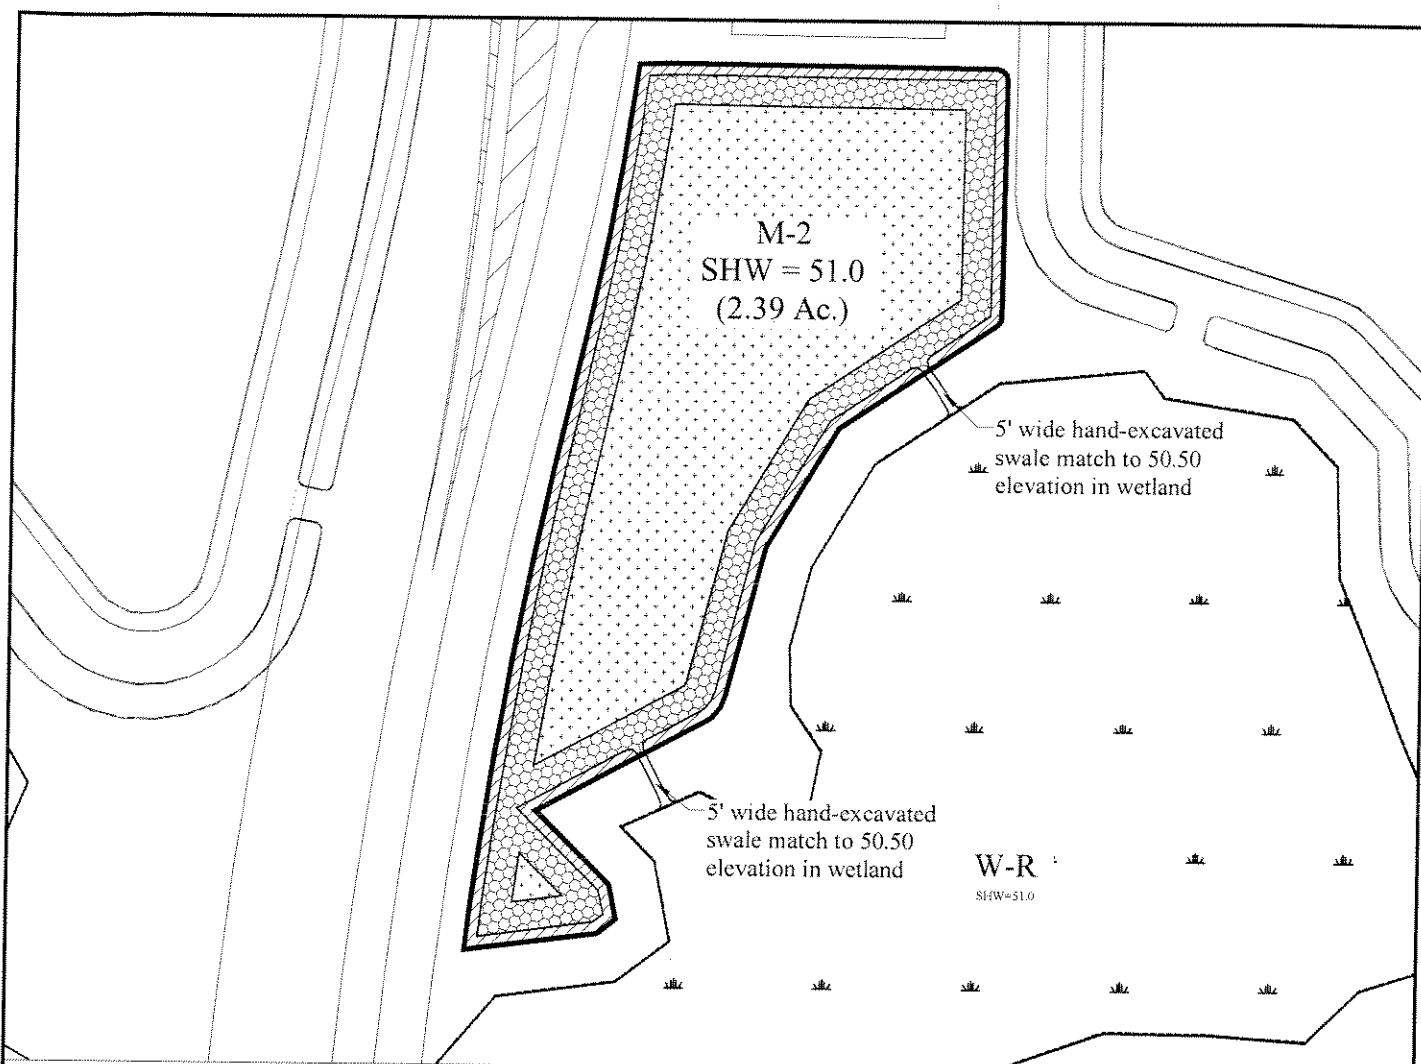 M-2
SHW = 51.0
(2.39 Ac.)
5' wide hand-excavated
swale match to 50.50
elevation in wetland
5' wide hand-excavated
swale match to 50.50
elevation in wetland
W-R
SHW=51.0